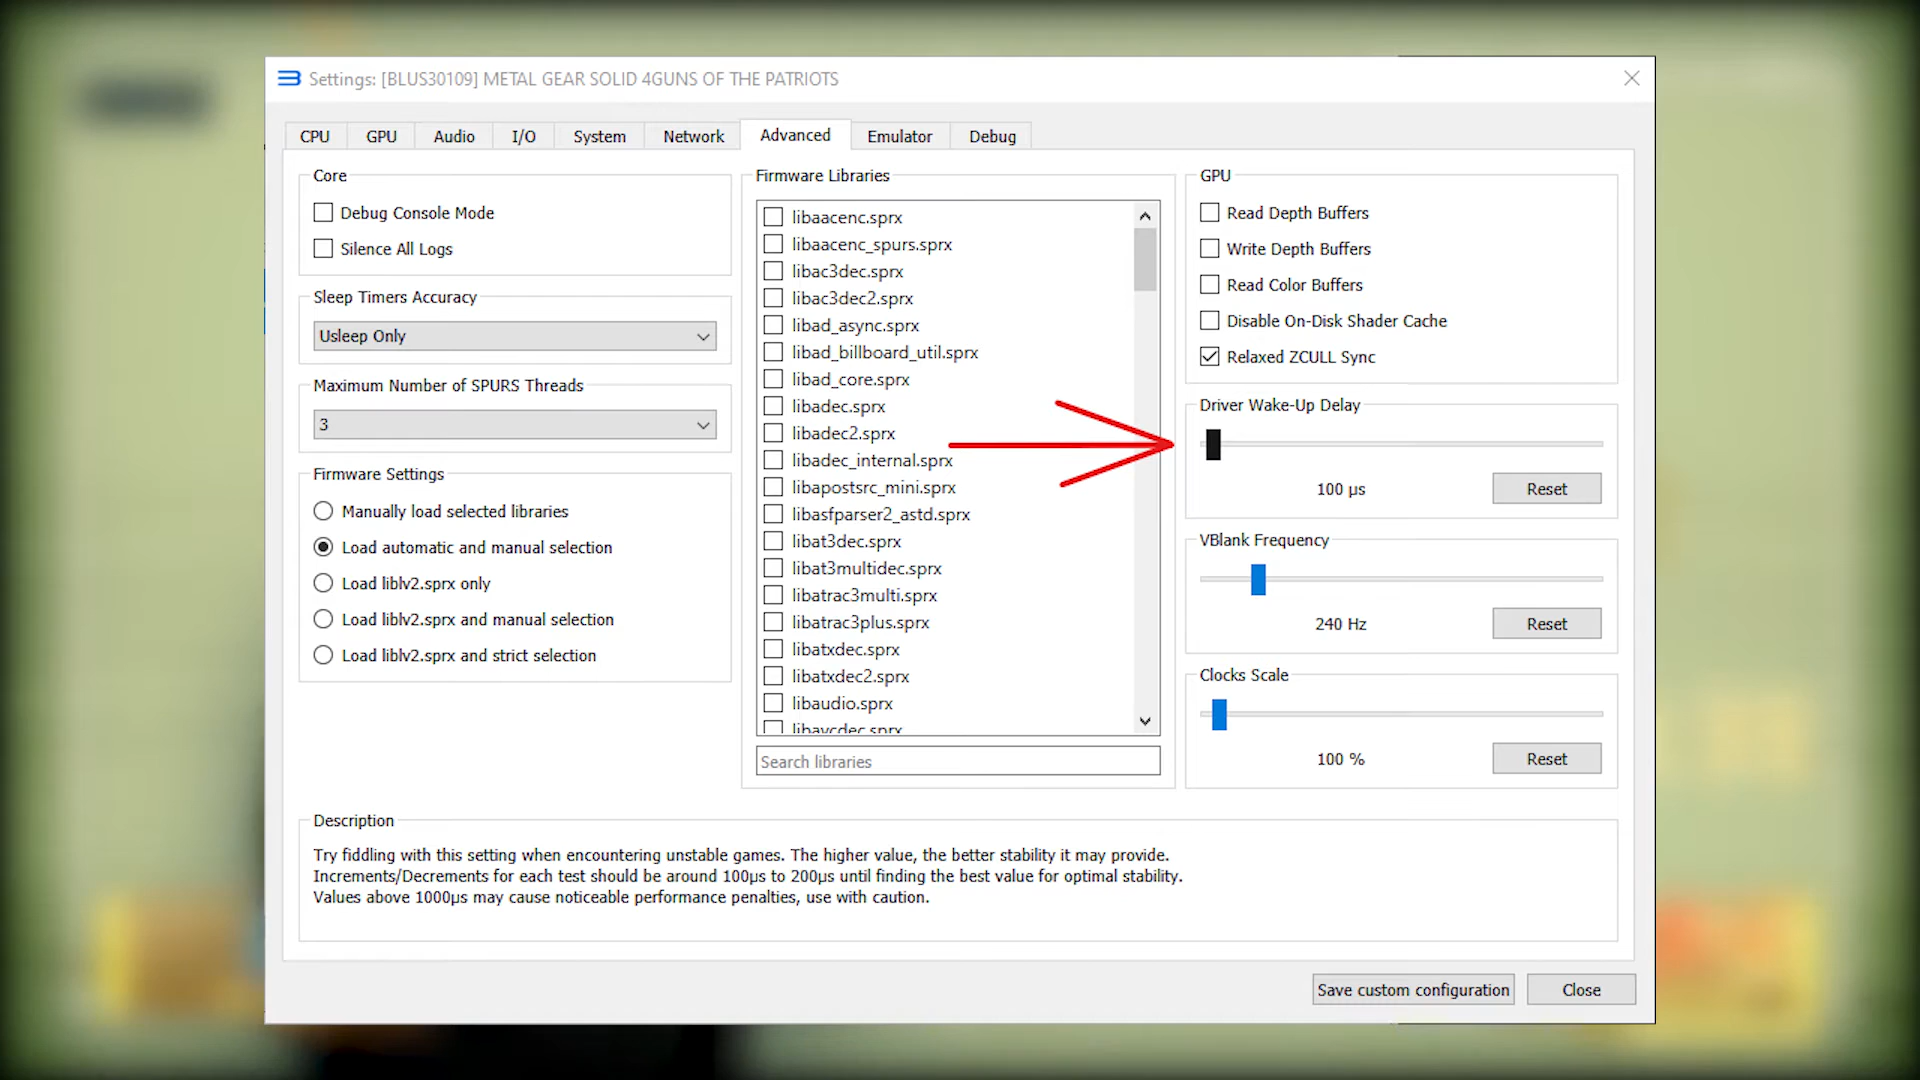 Settings: [BLUS30109] METAL GEAR SOLID 4GUNS OF THE PATRIOTS
CPU GPU Audio I/O System Network Advanced Emulator Debug
Core
Debug Console Mode
Silence All Logs
Sleep Timers Accuracy
Usleep Only
Maximum Number of SPURS Threads
3
Firmware Settings
Manually load selected libraries
Load automatic and manual selection
Load liblv2.sprx only
Load liblv2.sprx and manual selection
Load liblv2.sprx and strict selection
Firmware Libraries
libaacenc.sprx
libaacenc_spurs.sprx
libac3dec.sprx
libac3dec2.sprx
libad_async.sprx
libad_billboard_util.sprx
libad_core.sprx
libadec.sprx
libadec2.sprx
libadec_internal.sprx
libapostsrc_mini.sprx
libasfparser2_astd.sprx
libat3dec.sprx
libat3multidec.sprx
libatrac3multi.sprx
libatrac3plus.sprx
libatxdec.sprx
libatxdec2.sprx
libaudio.sprx
libavcdec.sprx
Search libraries
GPU
Read Depth Buffers
Write Depth Buffers
Read Color Buffers
Disable On-Disk Shader Cache
Relaxed ZCULL Sync
Driver Wake-Up Delay
100 µs Reset
VBlank Frequency
240 Hz Reset
Clocks Scale
100 % Reset
Description
Try fiddling with this setting when encountering unstable games. The higher value, the better stability it may provide.
Increments/Decrements for each test should be around 100µs to 200µs until finding the best value for optimal stability.
Values above 1000µs may cause noticeable performance penalties, use with caution.
Save custom configuration Close